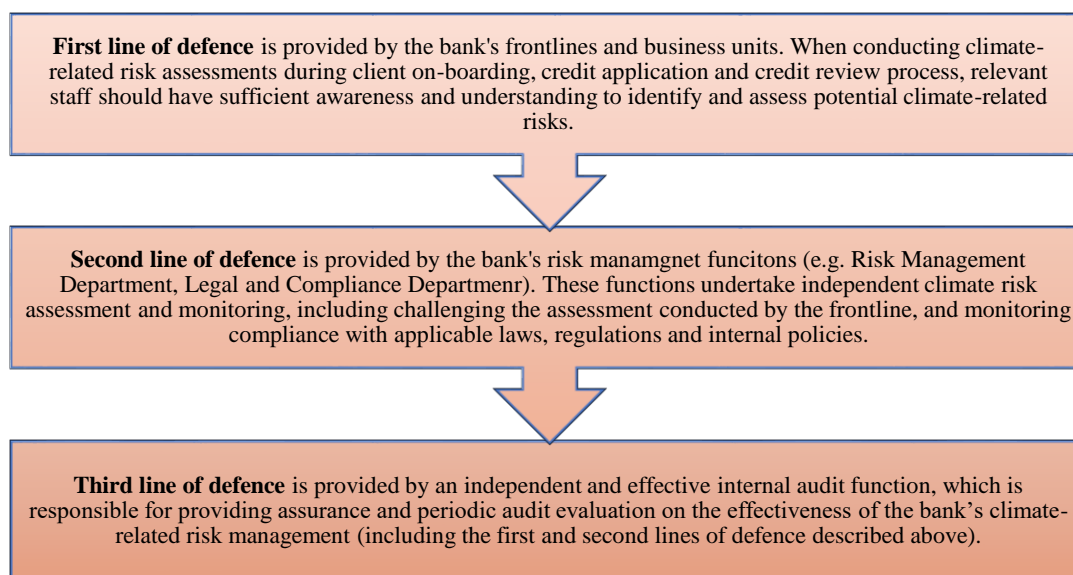 First line of defence is provided by the bank's frontlines and business units. When conducting climate-
related risk assessments during client on-boarding, credit application and credit review process, relevant
staff should have sufficient awareness and understanding to identify and assess potential climate-related
risks.
Second line of defence is provided by the bank's risk manamgnet funcitons (e.g. Risk Management
Department, Legal and Compliance Departmenr). These functions undertake independent climate risk
assessment and monitoring, including challenging the assessment conducted by the frontline, and monitoring
compliance with applicable laws, regulations and internal policies.
Third line of defence is provided by an independent and effective internal audit function, which is
responsible for providing assurance and periodic audit evaluation on the effectiveness of the bank’s climate-
related risk management (including the first and second lines of defence described above).